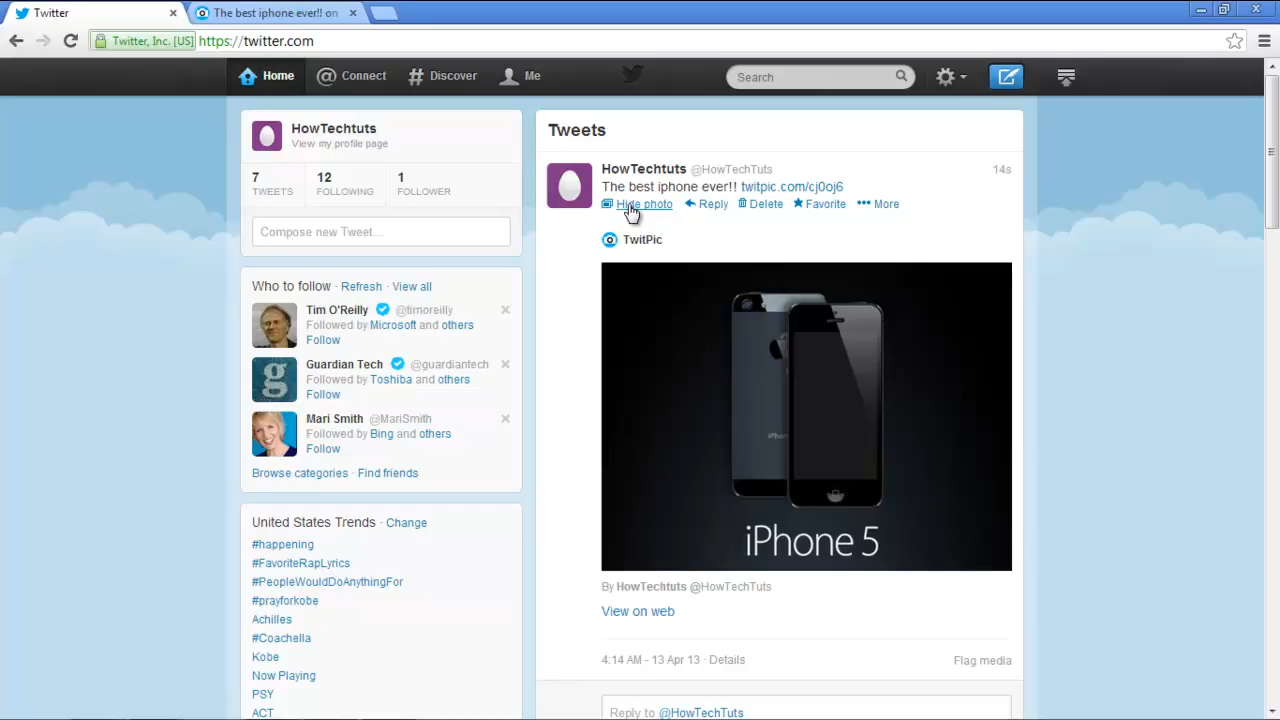 Twitter
The best iphone ever!! on
Twitter, Inc. [US] https://twitter.com
Home Connect Discover Me Search
HowTechtuts
View my profile page
7 12 1
TWEETS FOLLOWING FOLLOWER
Compose new Tweet...
Who to follow · Refresh · View all
Tim O'Reilly @timoreilly
Followed by Microsoft and others
Follow
Guardian Tech @guardiantech
Followed by Toshiba and others
Follow
Mari Smith @MariSmith
Followed by Bing and others
Follow
Browse categories · Find friends
United States Trends · Change
#happening
#FavoriteRapLyrics
#PeopleWouldDoAnythingFor
#prayforkobe
Achilles
#Coachella
Kobe
Now Playing
PSY
ACT
Tweets
HowTechtuts @HowTechTuts 14s
The best iphone ever!! twitpic.com/cj0oj6
Hide photo Reply Delete Favorite More
TwitPic
iPhone 5
By HowTechtuts @HowTechTuts
View on web
4:14 AM - 13 Apr 13 · Details Flag media
Reply to @HowTechTuts